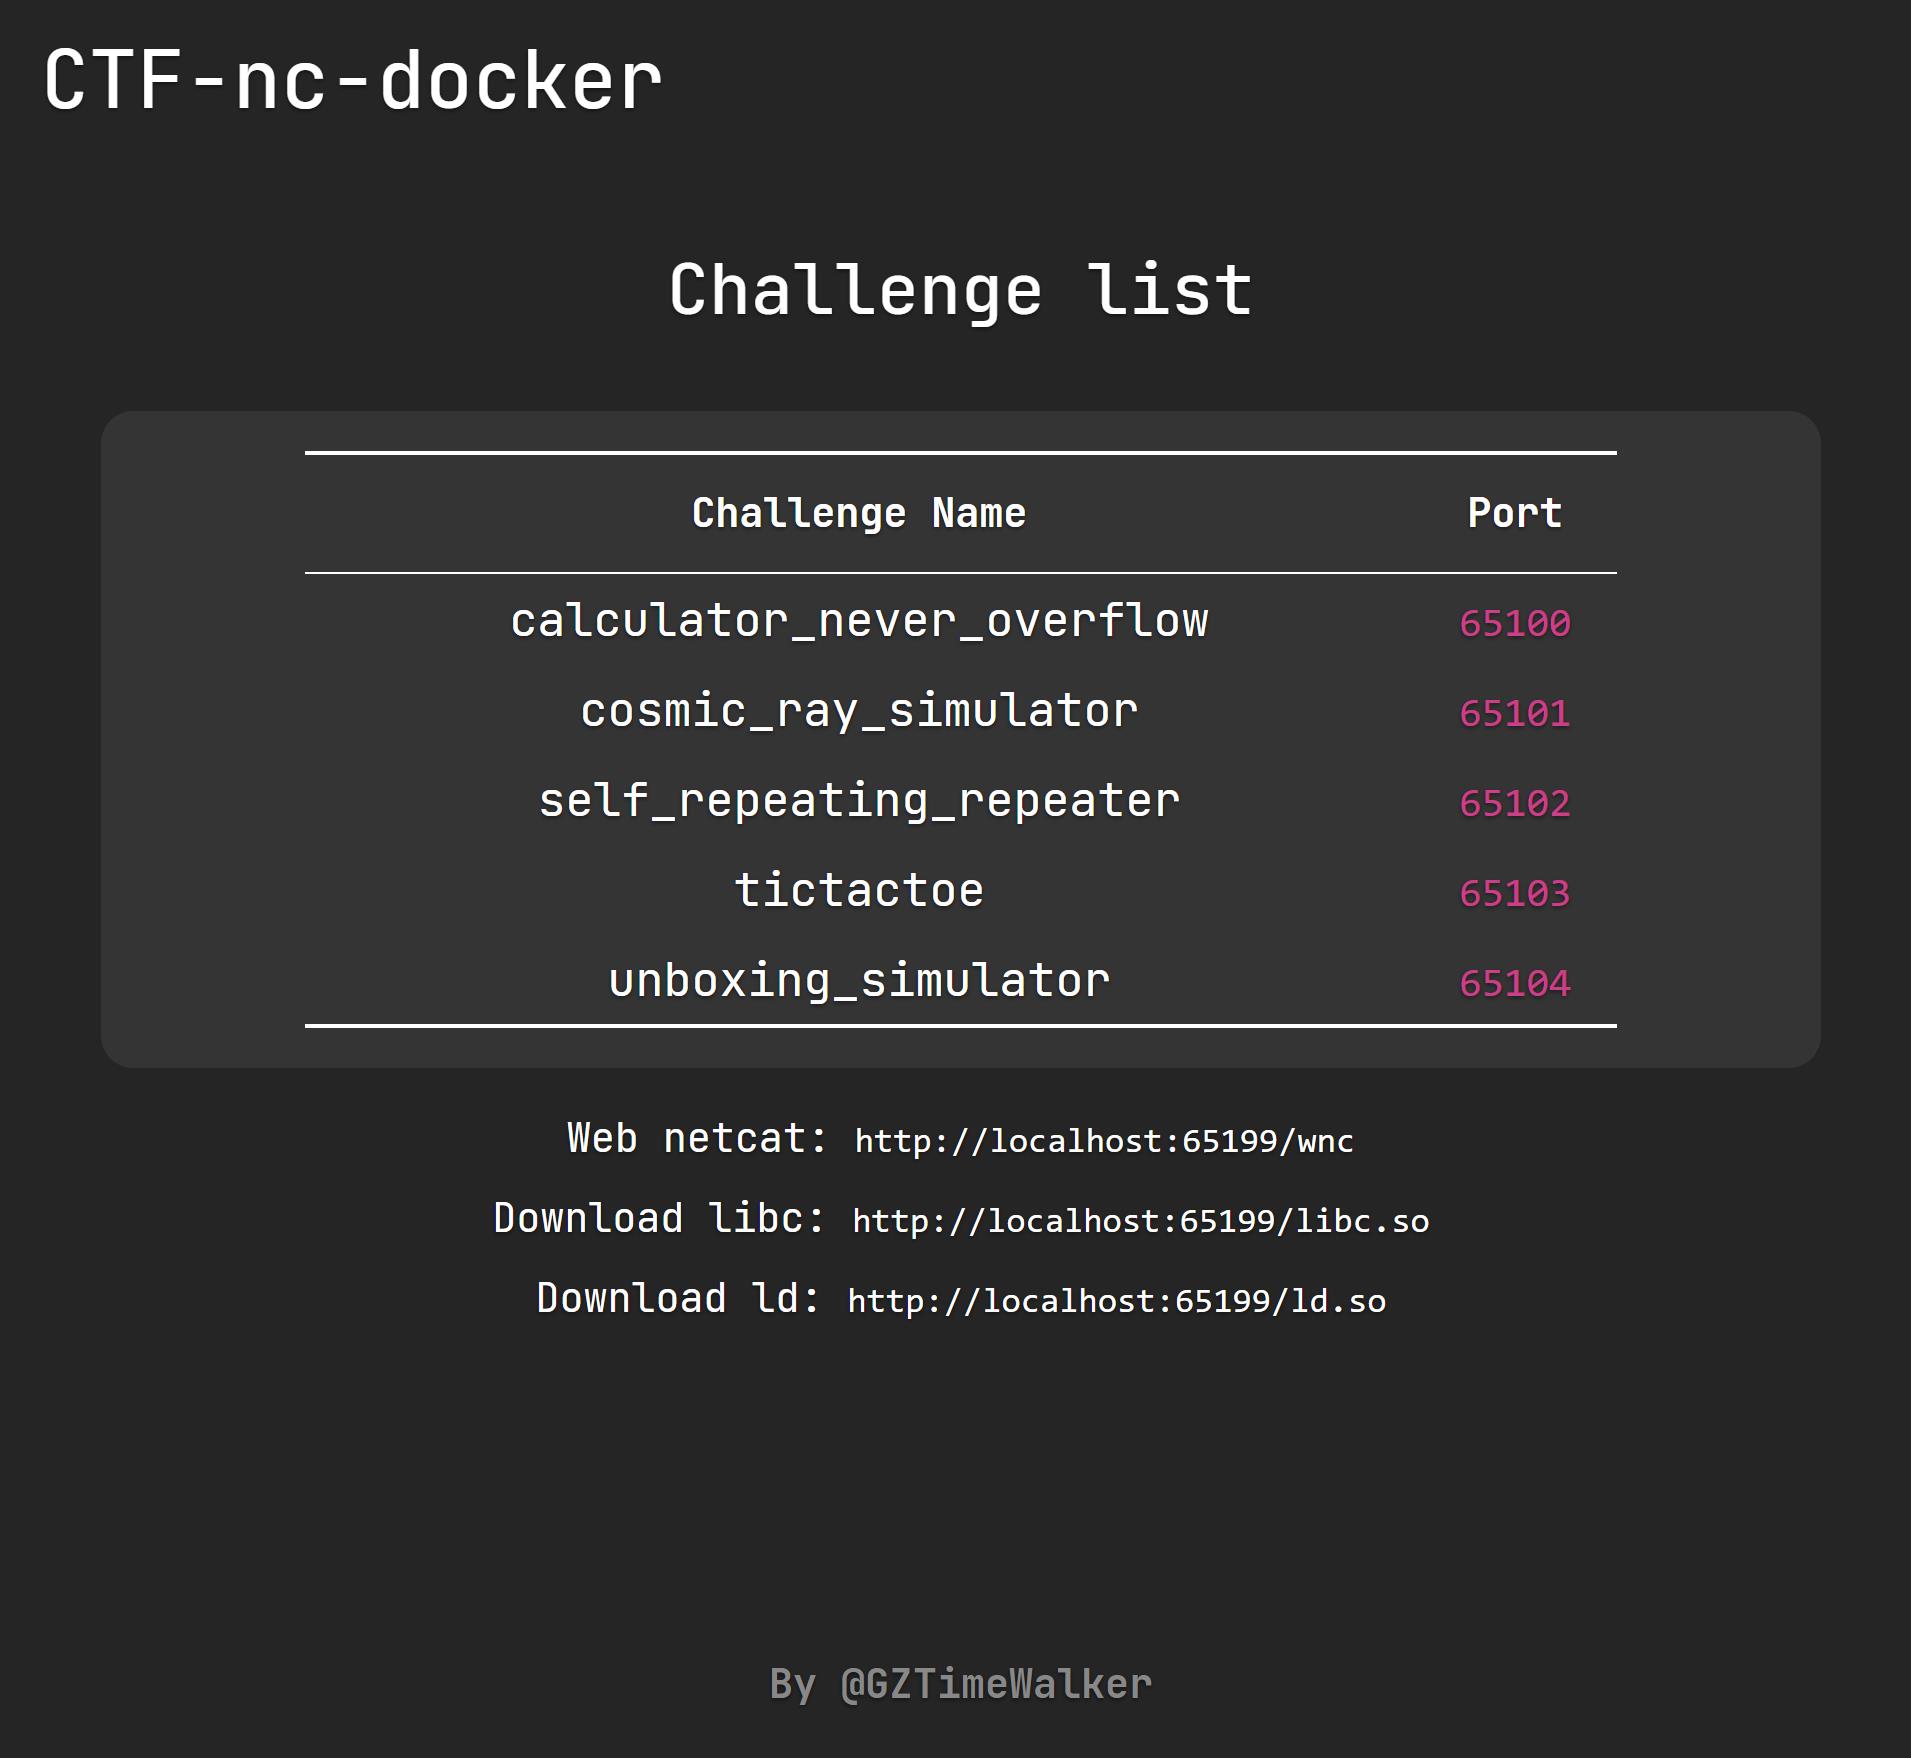 CTF-nc-docker
Challenge list
Challenge Name Port
calculator_never_overflow 65100
cosmic_ray_simulator 65101
self_repeating_repeater 65102
tictactoe 65103
unboxing_simulator 65104
Web netcat: http://localhost:65199/wnc
Download libc: http://localhost:65199/libc.so
Download ld: http://localhost:65199/ld.so
By @GZTimeWalker